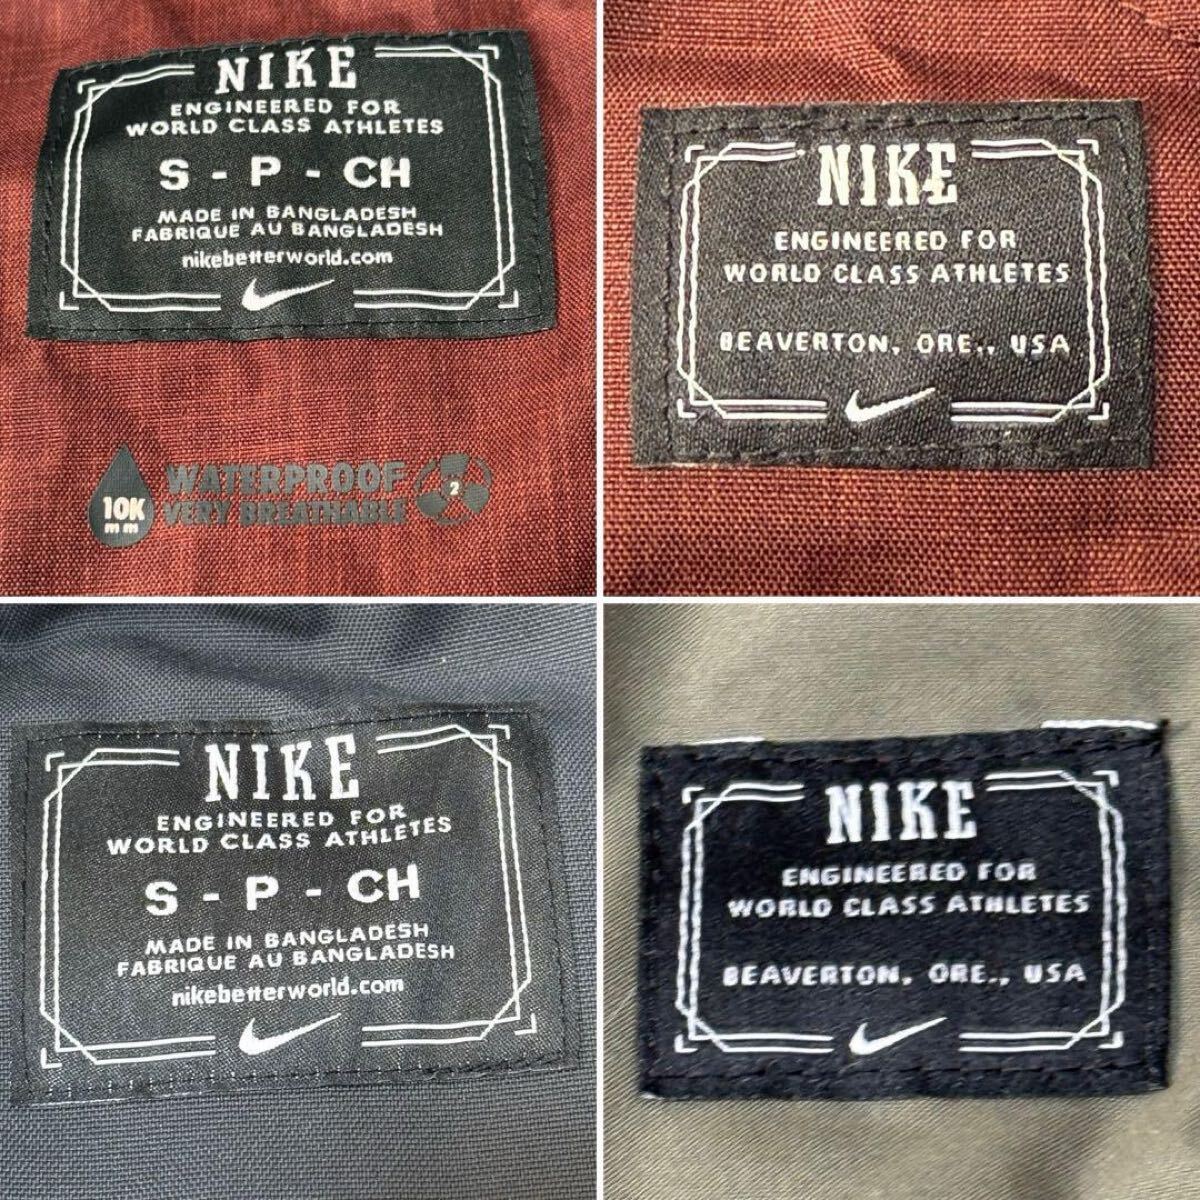 NIKE
ENGINEERED FOR
WORLD CLASS ATHLETES
S - P - CH
MADE IN BANGLADESH
FABRIQUE AU BANGLADESH
nikebetterworld.com
10K
mm
WATERPROOF
VERY BREATHABLE
2
NIKE
ENGINEERED FOR
WORLD CLASS ATHLETES
BEAVERTON, ORE., USA
NIKE
ENGINEERED FOR
WORLD CLASS ATHLETES
S - P - CH
MADE IN BANGLADESH
FABRIQUE AU BANGLADESH
nikebetterworld.com
NIKE
ENGINEERED FOR
WORLD CLASS ATHLETES
BEAVERTON, ORE., USA